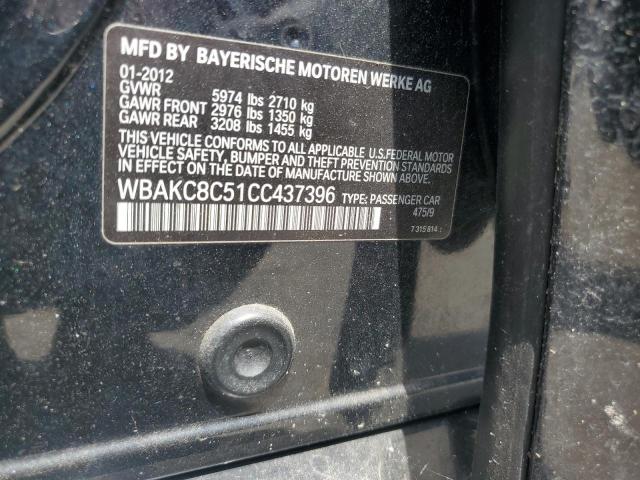 MFD BY BAYERISCHE MOTOREN WERKE AG
01-2012
GVWR 5974 lbs 2710 kg
GAWR FRONT 2976 lbs 1350 kg
GAWR REAR 3208 lbs 1455 kg
THIS VEHICLE CONFORMS TO ALL APPLICABLE U.S.FEDERAL MOTOR
VEHICLE SAFETY, BUMPER AND THEFT PREVENTION STANDARDS
IN EFFECT ON THE DATE OF MANUFACTURE SHOWN ABOVE.
WBAKC8C51CC437396 TYPE: PASSENGER CAR
475/9
7 315 814